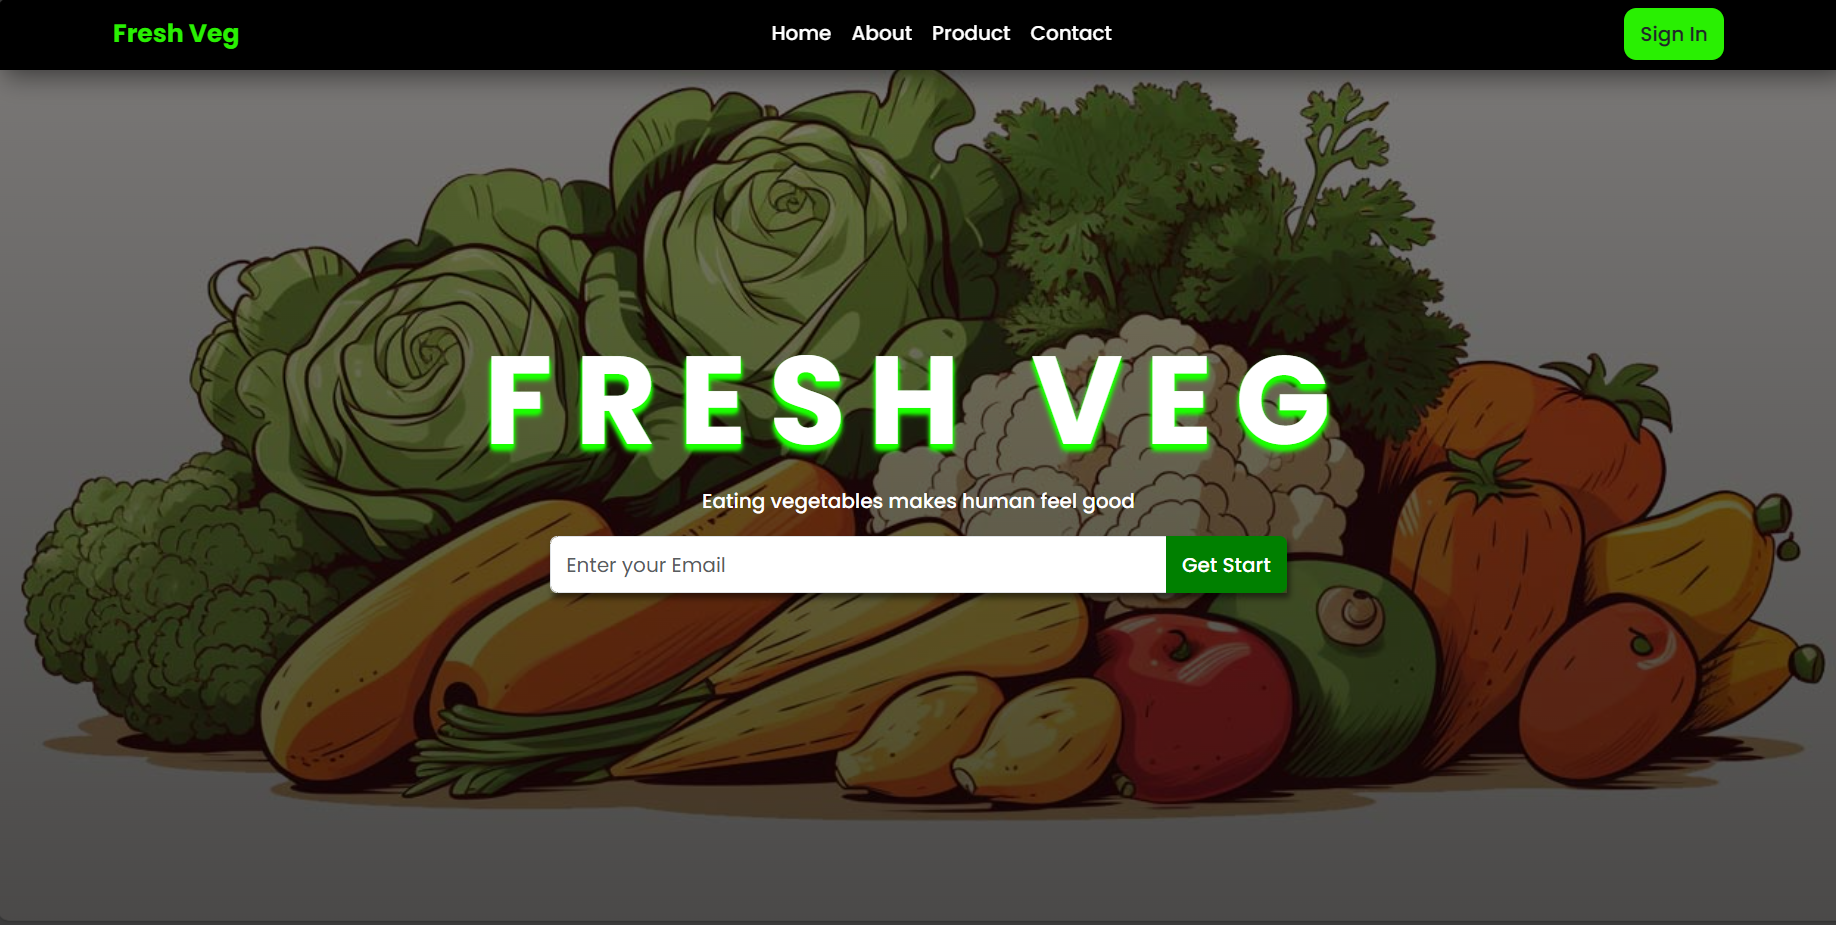 Fresh Veg
Home About Product Contact
Sign In
FRESH VEG
Eating vegetables makes human feel good
Enter your Email
Get Start